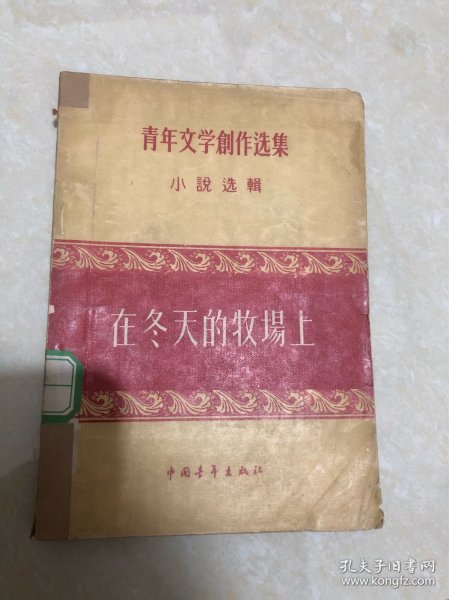 青年文学創作选集
小說选輯
在冬天的牧場上
中国青年出版社
孔夫子旧书网
www.kongfz.com